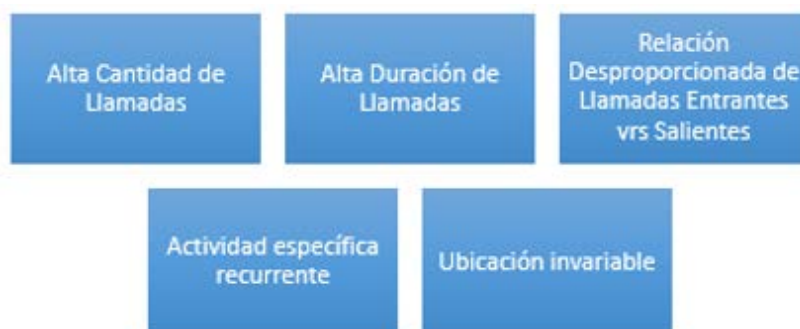 Alta Cantidad de
Llamadas
Alta Duración de
Llamadas
Relación
Desproporcionada de
Llamadas Entrantes
vrs Salientes
Actividad específica
recurrente
Ubicación invariable